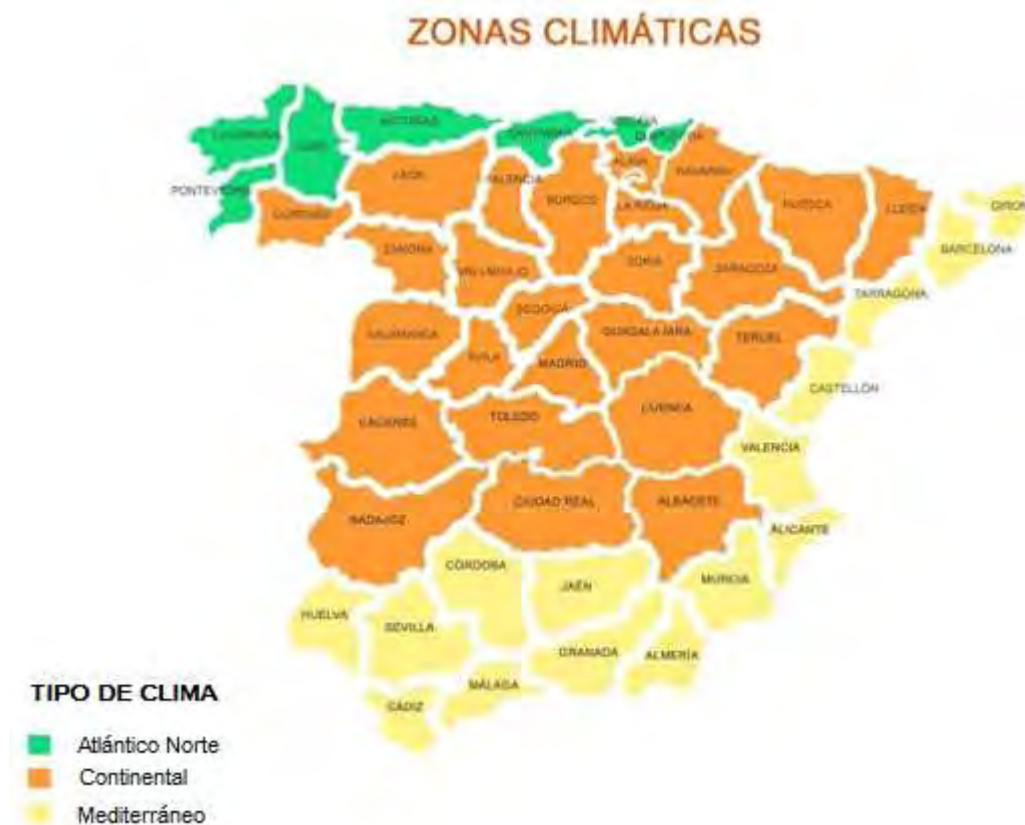 ZONAS CLIMÁTICAS
ASTURIAS
LUGO
PONTEVEDRA
LEÓN
PALENCIA
BURGOS
ÁLAVA
NAVARRA
LA RIOJA
HUESCA
LLEIDA
GIRON
BARCELONA
ZAMORA
VALLADOLID
SORIA
ZARAGOZA
TARRAGONA
SEGOVIA
SALAMANCA
ÁVILA
MADRID
GUADALAJARA
TERUEL
CASTELLÓN
CÁCERES
TOLEDO
CUENCA
VALENCIA
BADAJOZ
CIUDAD REAL
ALBACETE
ALICANTE
CÓRDOBA
JAÉN
MURCIA
HUELVA
SEVILLA
GRANADA
ALMERÍA
MÁLAGA
CÁDIZ
TIPO DE CLIMA
Atlántico Norte
Continental
Mediterráneo